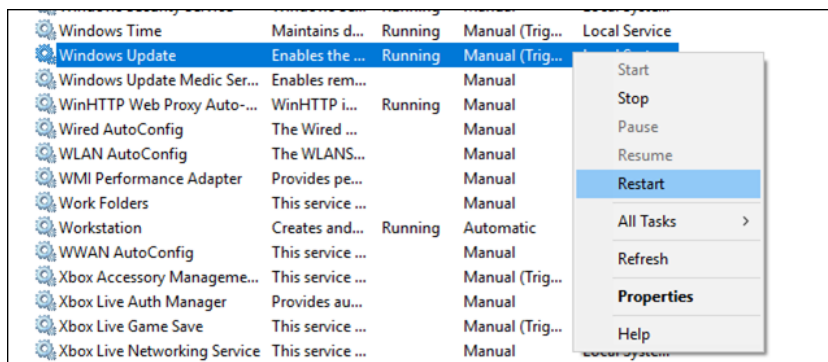 Windows Time Maintains d... Running Manual (Trig... Local Service
Windows Update Enables the ... Running Manual (Trig...
Windows Update Medic Ser... Enables rem... Manual
WinHTTP Web Proxy Auto-... WinHTTP i... Running Manual
Wired AutoConfig The Wired ... Manual
WLAN AutoConfig The WLANS... Manual
WMI Performance Adapter Provides pe... Manual
Work Folders This service ... Manual
Workstation Creates and... Running Automatic
WWAN AutoConfig This service ... Manual
Xbox Accessory Manageme... This service ... Manual (Trig...
Xbox Live Auth Manager Provides au... Manual
Xbox Live Game Save This service ... Manual (Trig...
Xbox Live Networking Service This service ... Manual
Start
Stop
Pause
Resume
Restart
All Tasks
Refresh
Properties
Help